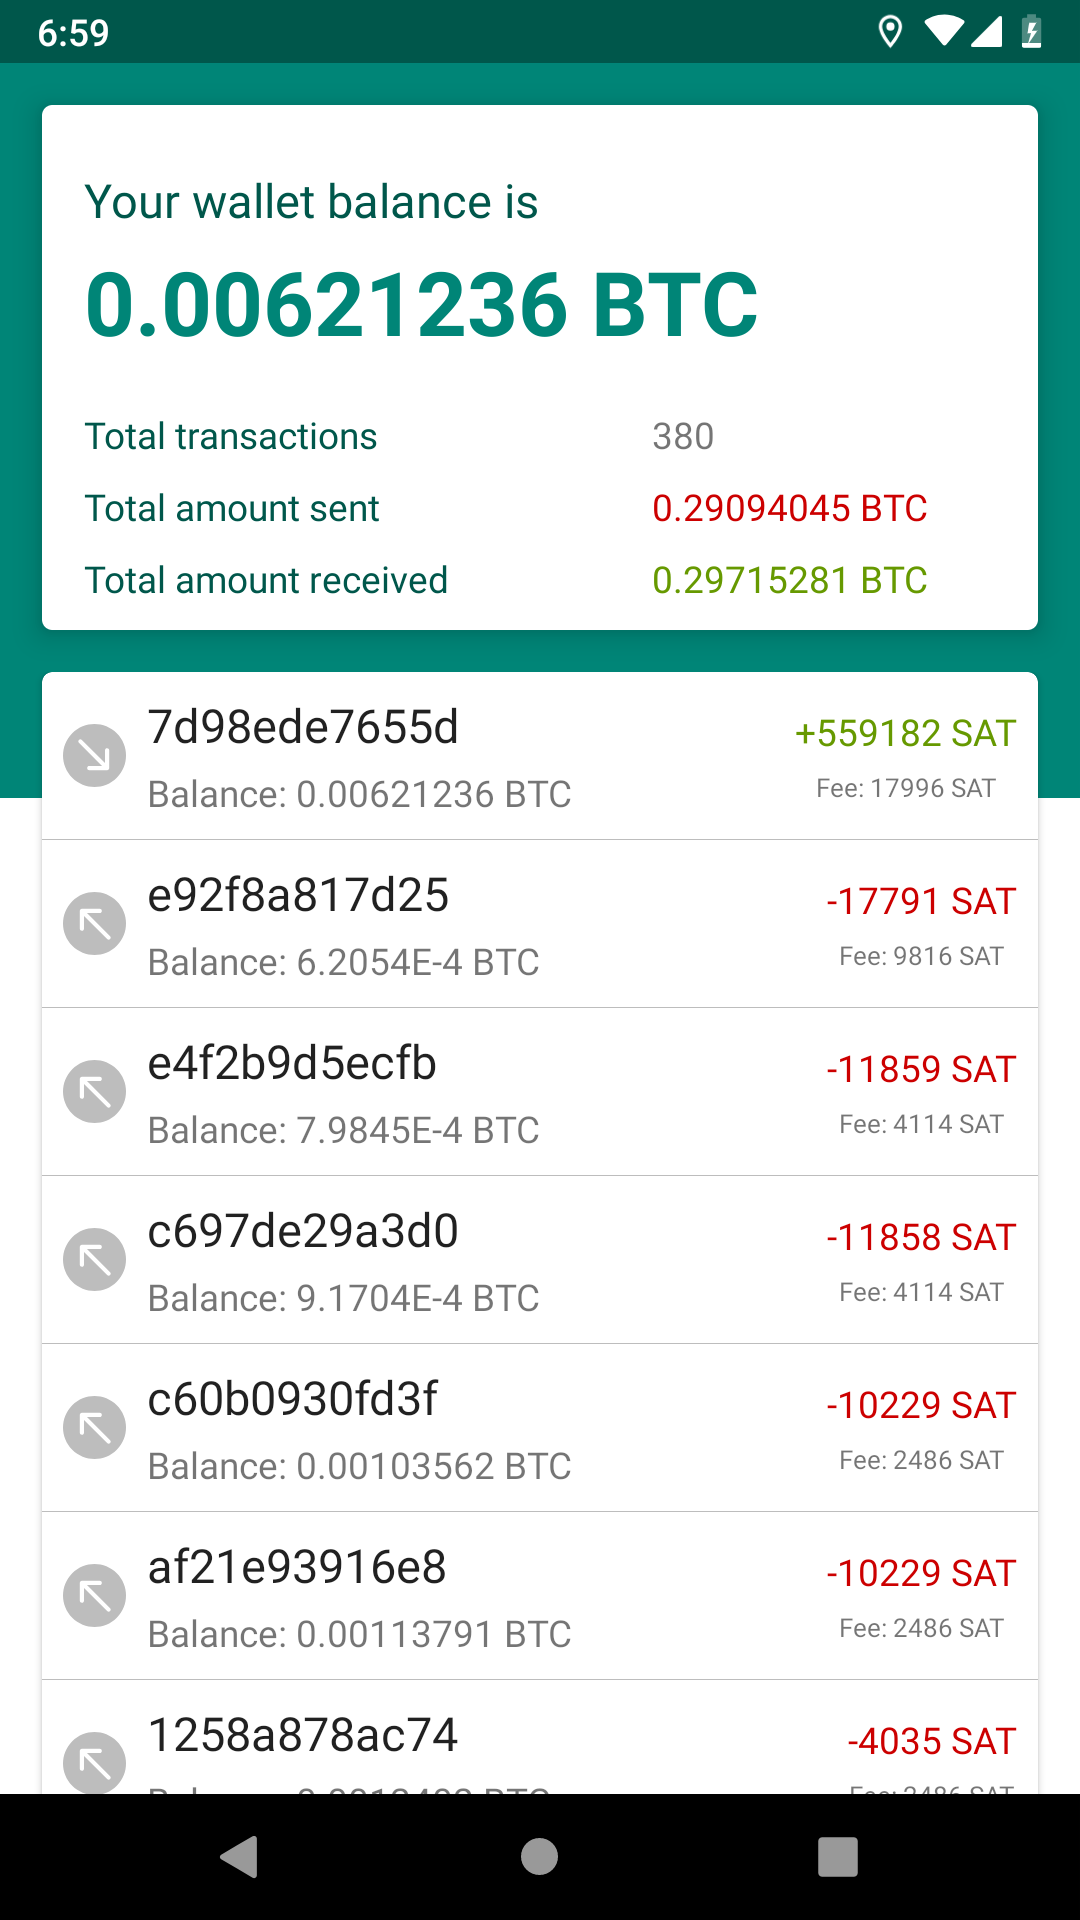 6:59
Your wallet balance is
0.00621236 BTC
Total transactions 380
Total amount sent 0.29094045 BTC
Total amount received 0.29715281 BTC
7d98ede7655d +559182 SAT
Balance: 0.00621236 BTC Fee: 17996 SAT
e92f8a817d25 -17791 SAT
Balance: 6.2054E-4 BTC Fee: 9816 SAT
e4f2b9d5ecfb -11859 SAT
Balance: 7.9845E-4 BTC Fee: 4114 SAT
c697de29a3d0 -11858 SAT
Balance: 9.1704E-4 BTC Fee: 4114 SAT
c60b0930fd3f -10229 SAT
Balance: 0.00103562 BTC Fee: 2486 SAT
af21e93916e8 -10229 SAT
Balance: 0.00113791 BTC Fee: 2486 SAT
1258a878ac74 -4035 SAT
Fee: 2486 SAT